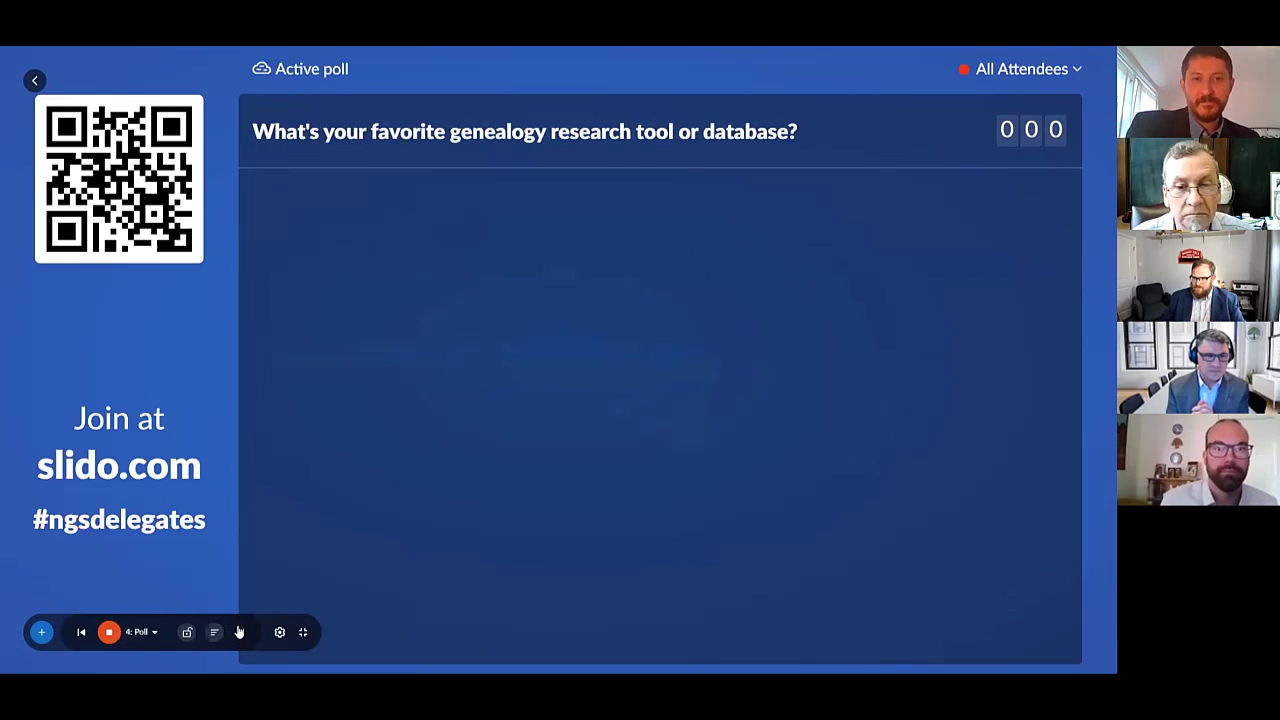 Active poll
All Attendees
What's your favorite genealogy research tool or database?
0 0 0
Join at
slido.com
#ngsdelegates
4: Poll